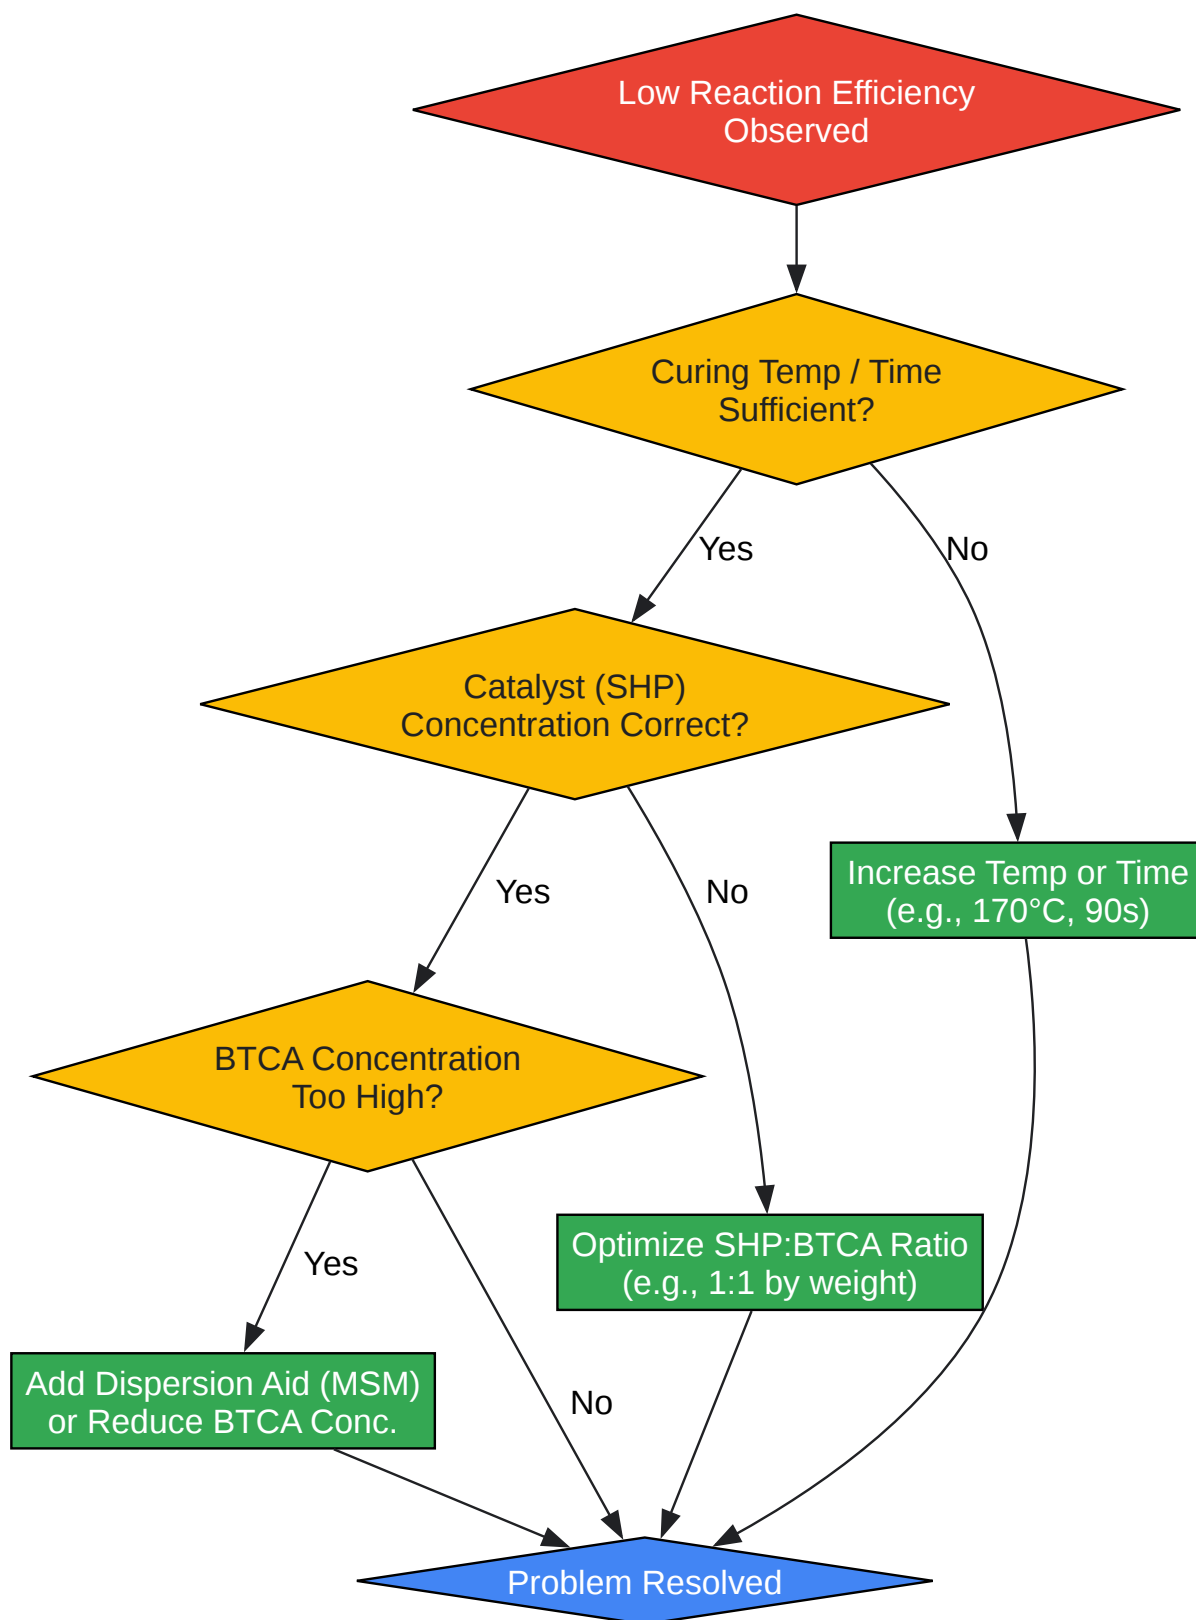 Low Reaction Efficiency
Observed
Curing Temp / Time
Sufficient?
Yes
No
Catalyst (SHP)
Concentration Correct?
Yes
No
Increase Temp or Time
(e.g., 170°C, 90s)
BTCA Concentration
Too High?
Yes
No
Optimize SHP:BTCA Ratio
(e.g., 1:1 by weight)
Add Dispersion Aid (MSM)
or Reduce BTCA Conc.
Problem Resolved